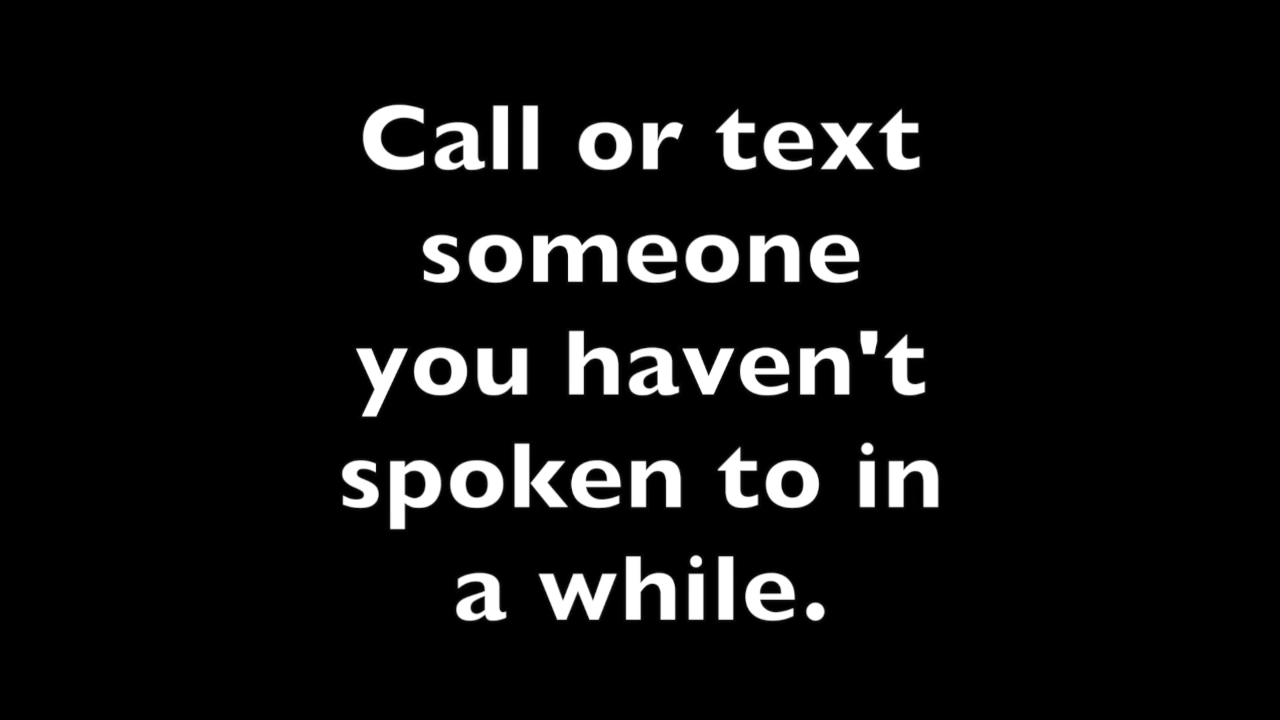 Call or text
someone
you haven't
spoken to in
a while.